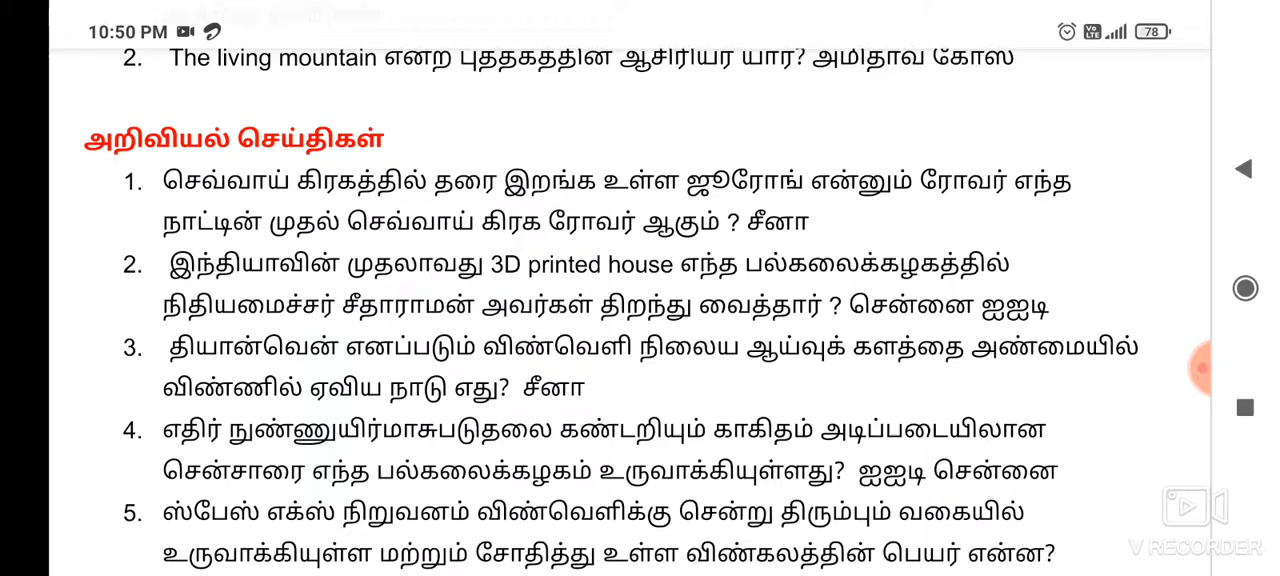 10:50 PM
78
2. The living mountain என்ற புத்தகத்தின் ஆசிரியர் யார்? அமிதாவ் கோஸ்
அறிவியல் செய்திகள்
1. செவ்வாய் கிரகத்தில் தரை இறங்க உள்ள ஜூரோங் என்னும் ரோவர் எந்த
நாட்டின் முதல் செவ்வாய் கிரக ரோவர் ஆகும் ? சீனா
2. இந்தியாவின் முதலாவது 3D printed house எந்த பல்கலைக்கழகத்தில்
நிதியமைச்சர் சீதாராமன் அவர்கள் திறந்து வைத்தார் ? சென்னை ஐஐடி
3. தியான்வென் எனப்படும் விண்வெளி நிலைய ஆய்வுக் களத்தை அண்மையில்
விண்ணில் ஏவிய நாடு எது? சீனா
4. எதிர் நுண்ணுயிர்மாசுபடுதலை கண்டறியும் காகிதம் அடிப்படையிலான
சென்சாரை எந்த பல்கலைக்கழகம் உருவாக்கியுள்ளது? ஐஐடி சென்னை
5. ஸ்பேஸ் எக்ஸ் நிறுவனம் விண்வெளிக்கு சென்று திரும்பும் வகையில்
உருவாக்கியுள்ள மற்றும் சோதித்து உள்ள விண்கலத்தின் பெயர் என்ன?
V RECORDER